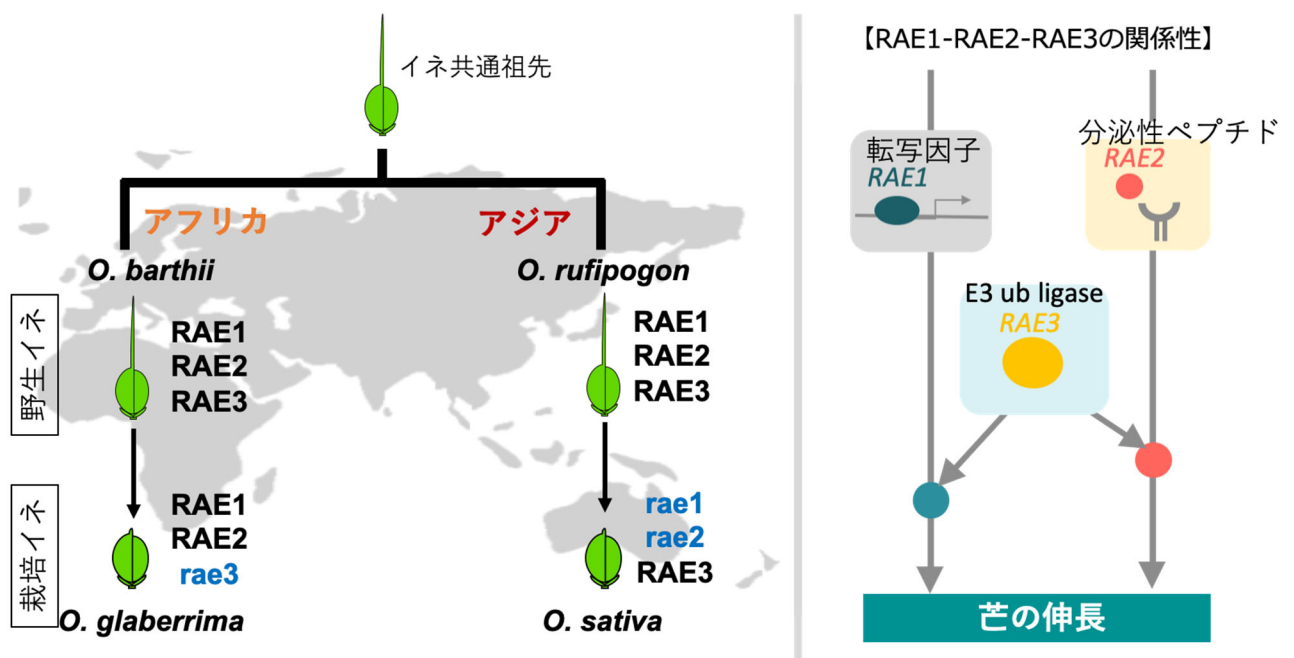 イネ共通祖先
アフリカ
アジア
O. barthii
O. rufipogon
野生イネ
RAE1
RAE2
RAE3
RAE1
RAE2
RAE3
栽培イネ
RAE1
RAE2
rae3
rae1
rae2
RAE3
O. glaberrima
O. sativa
【RAE1-RAE2-RAE3の関係性】
転写因子
RAE1
分泌性ペプチド
RAE2
E3 ub ligase
RAE3
芒の伸長